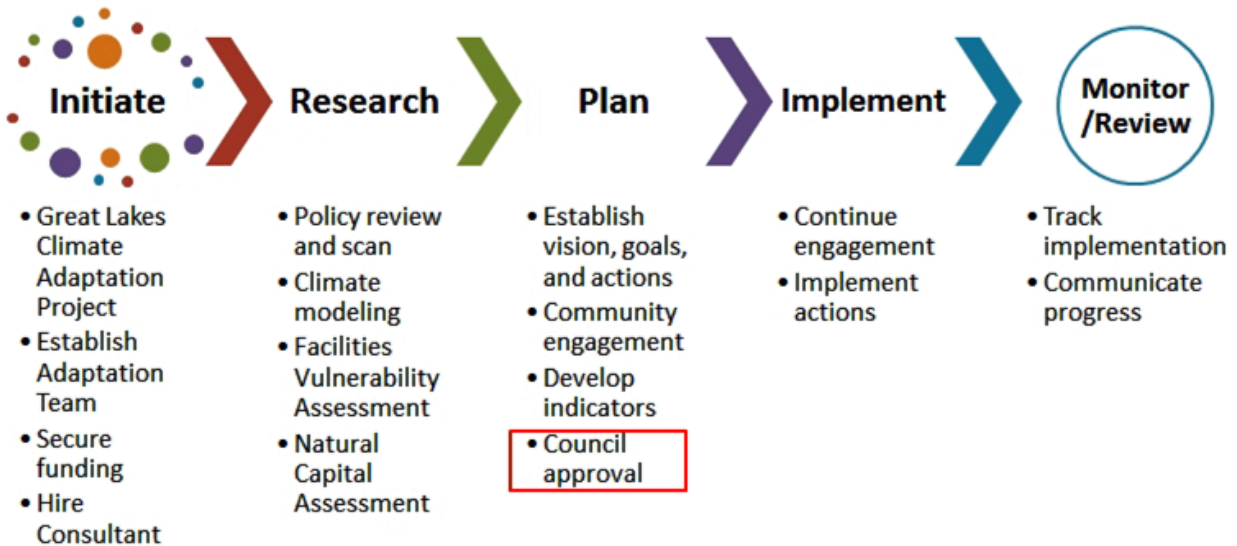 Initiate
Research
Plan
Implement
Monitor
/Review
• Great Lakes
Climate
Adaptation
Project
• Establish
Adaptation
Team
• Secure
funding
• Hire
Consultant
• Policy review
and scan
• Climate
modeling
• Facilities
Vulnerability
Assessment
• Natural
Capital
Assessment
• Establish
vision, goals,
and actions
• Community
engagement
• Develop
indicators
• Council
approval
• Continue
engagement
• Implement
actions
• Track
implementation
• Communicate
progress